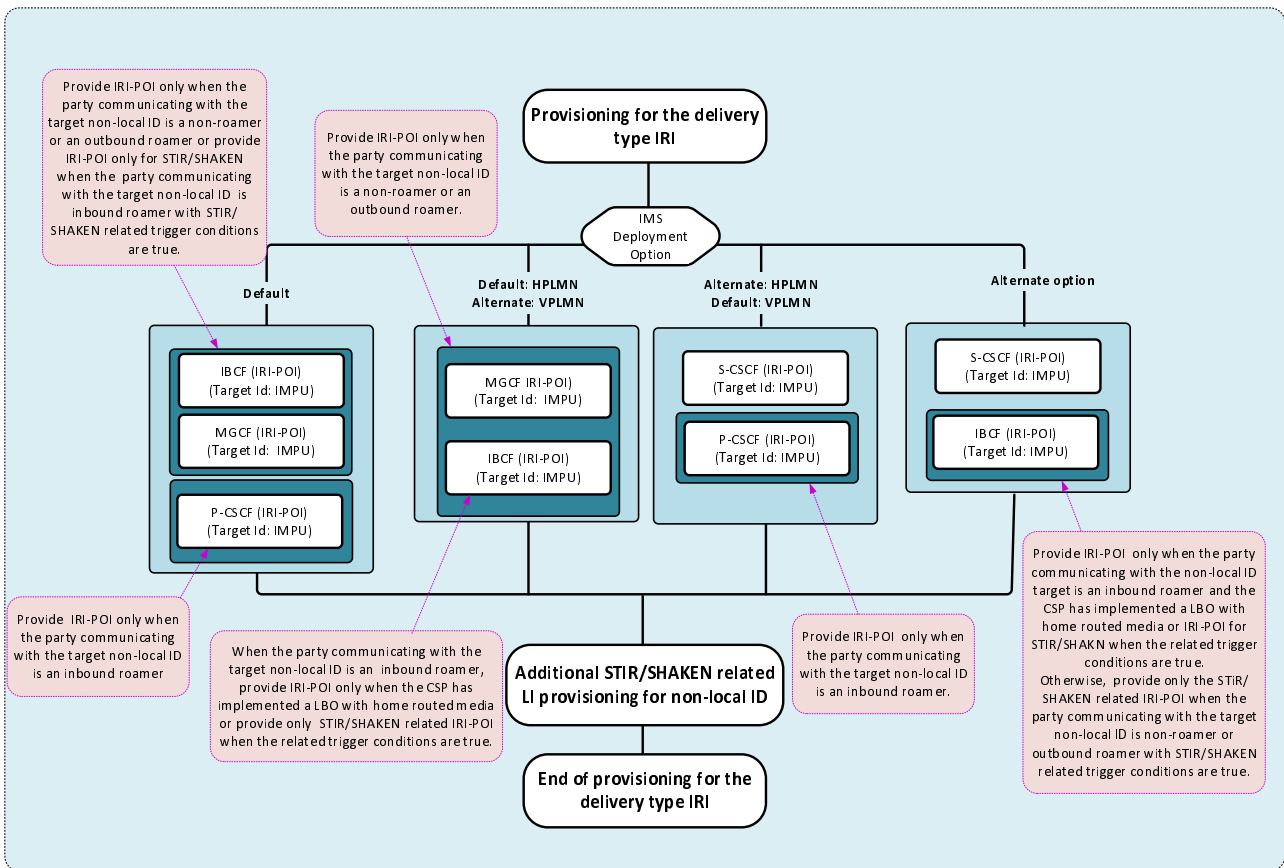 Provide IRI-POI only when the
party communicating with the
target non-local ID is a non-roamer
or an outbound roamer or provide
IRI-POI only for STIR/SHAKEN
when the party communicating
with the target non-local ID is
inbound roamer with STIR/
SHAKEN related trigger conditions
are true.
Provide IRI-POI only when
the party communicating
with the target non-local ID
is a non-roamer or an
outbound roamer.
Provisioning for the delivery
type IRI
IMS
Deployment
Option
Default
Default: HPLMN
Alternate: VPLMN
Alternate: HPLMN
Default: VPLMN
Alternate option
IBCF (IRI-POI)
(Target Id: IMPU)
MGCF (IRI-POI)
(Target Id: IMPU)
P-CSCF (IRI-POI)
(Target Id: IMPU)
MGCF IRI-POI)
(Target Id: IMPU)
IBCF (IRI-POI)
(Target Id: IMPU)
S-CSCF (IRI-POI)
(Target Id: IMPU)
P-CSCF (IRI-POI)
(Target Id: IMPU)
S-CSCF (IRI-POI)
(Target Id: IMPU)
IBCF (IRI-POI)
(Target Id: IMPU)
Provide IRI-POI only when
the party communicating
with the target non-local ID
is an inbound roamer
When the party communicating with the
target non-local ID is an inbound roamer,
provide IRI-POI only when the CSP has
implemented a LBO with home routed media
or provide only STIR/SHAKEN related IRI-POI
when the related trigger conditions are true.
Additional STIR/SHAKEN related
LI provisioning for non-local ID
End of provisioning for the
delivery type IRI
Provide IRI-POI only when
the party communicating
with the target non-local ID
is an inbound roamer.
Provide IRI-POI only when the party
communicating with the non-local ID
target is an inbound roamer and the
CSP has implemented a LBO with
home routed media or IRI-POI for
STIR/SHAKN when the related trigger
conditions are true.
Otherwise, provide only the STiR/
SHAKEN related IRI-POI when the
party communicating with the target
non-local ID is non-roamer or
outbound roamer with STIR/SHAKEN
related trigger conditions are true.